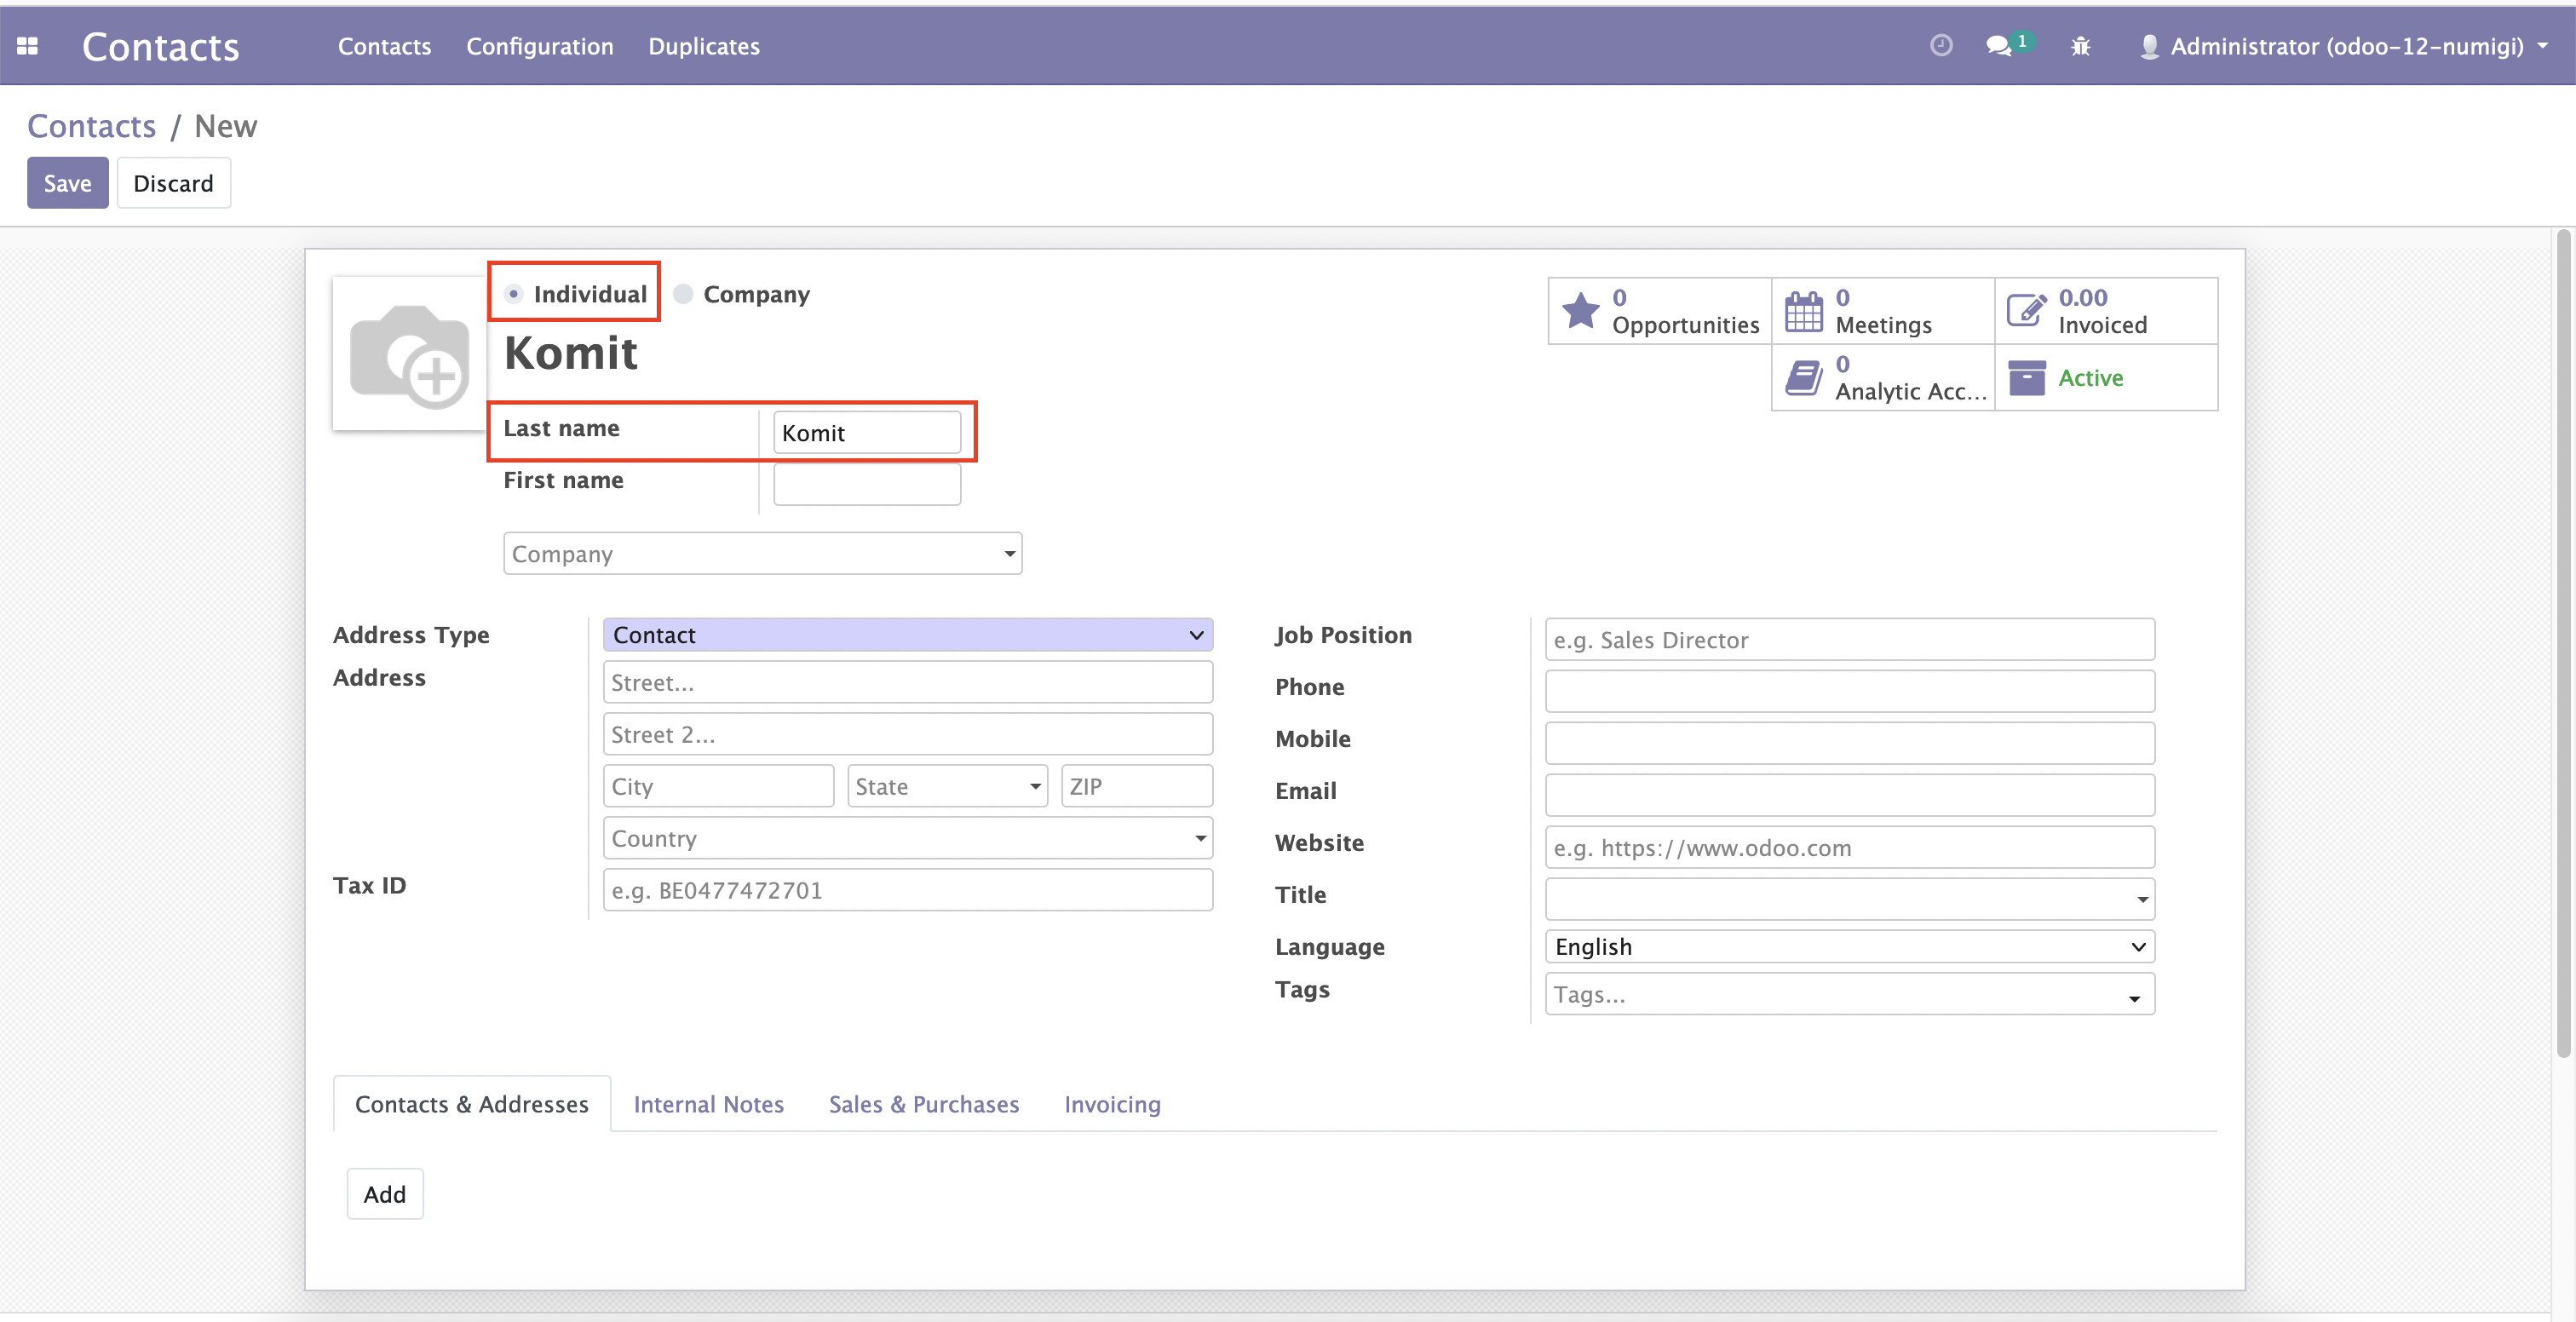 Contacts Contacts Configuration Duplicates 1 Administrator (odoo-12-numigi)
Contacts / New
Save Discard
Individual Company
Komit
Last name Komit
First name
Company
0 Opportunities
0 Meetings
0.00 Invoiced
0 Analytic Acc...
Active
Address Type Contact
Address Street...
Street 2...
City State ZIP
Country
Tax ID e.g. BE0477472701
Job Position e.g. Sales Director
Phone
Mobile
Email
Website e.g. https://www.odoo.com
Title
Language English
Tags Tags...
Contacts & Addresses Internal Notes Sales & Purchases Invoicing
Add